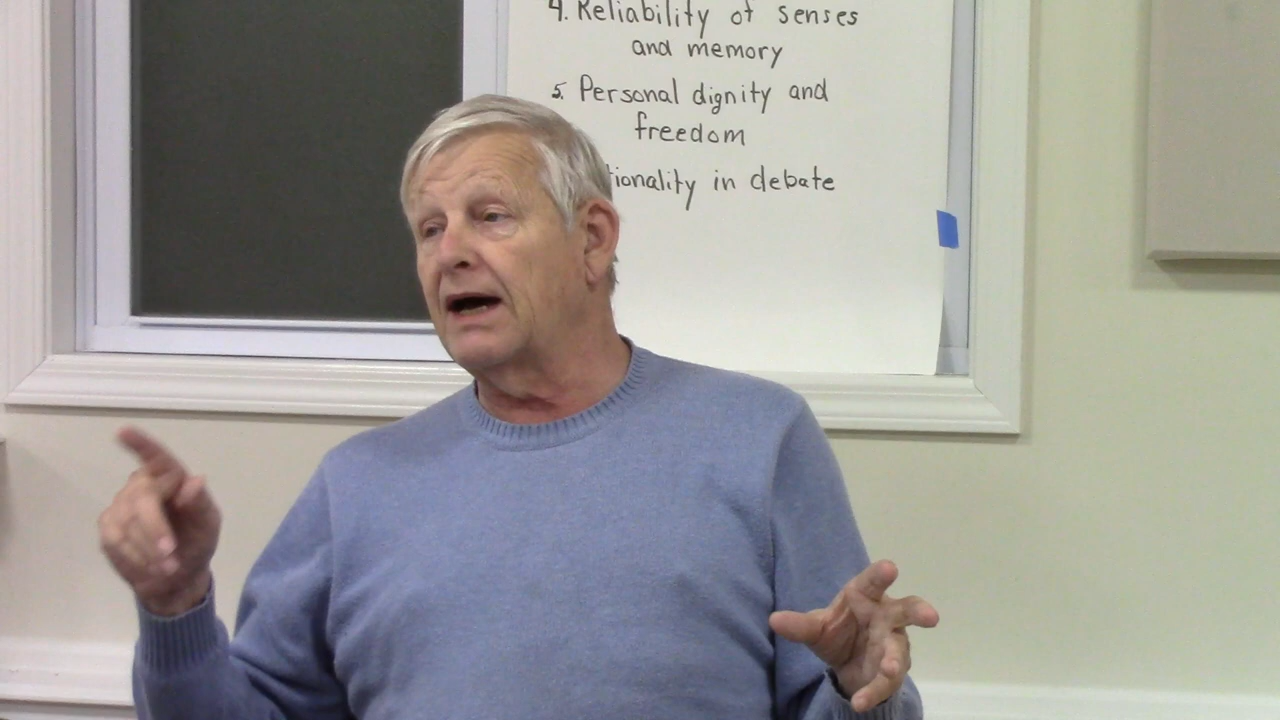 4. Reliability of senses
and memory
5. Personal dignity and
freedom
tionality in debate